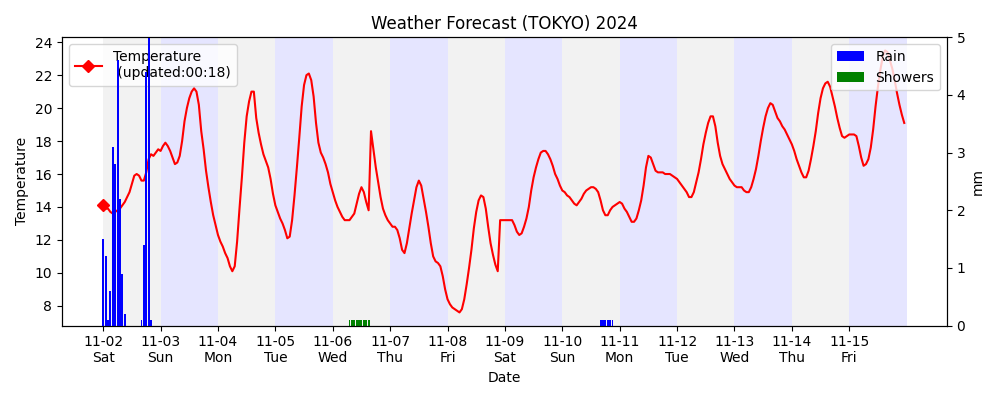 Weather Forecast (TOKYO) 2024
Temperature
(updated:00:18)
Rain
Showers
Temperature
24
22
20
18
16
14
12
10
8
5
4
3
2
1
0
mm
11-02 11-03 11-04 11-05 11-06 11-07 11-08 11-09 11-10 11-11 11-12 11-13 11-14 11-15
Sat Sun Mon Tue Wed Thu Fri Sat Sun Mon Tue Wed Thu Fri
Date